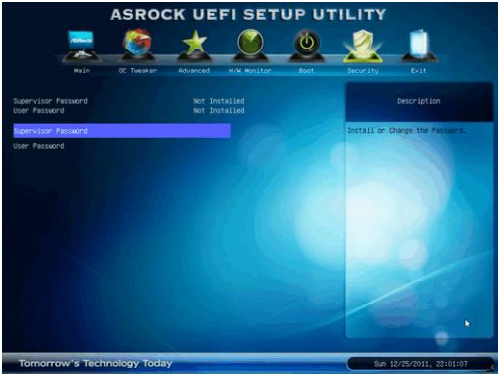 ASROCK UEFI SETUP UTILITY
ASRock
Main OC Tweaker Advanced H/W Monitor Boot Security Exit
Supervisor Password Not Installed
User Password Not Installed
Supervisor Password
User Password
Description
Install or Change the Password.
Tomorrow's Technology Today
Sun 12/25/2011, 22:01:07